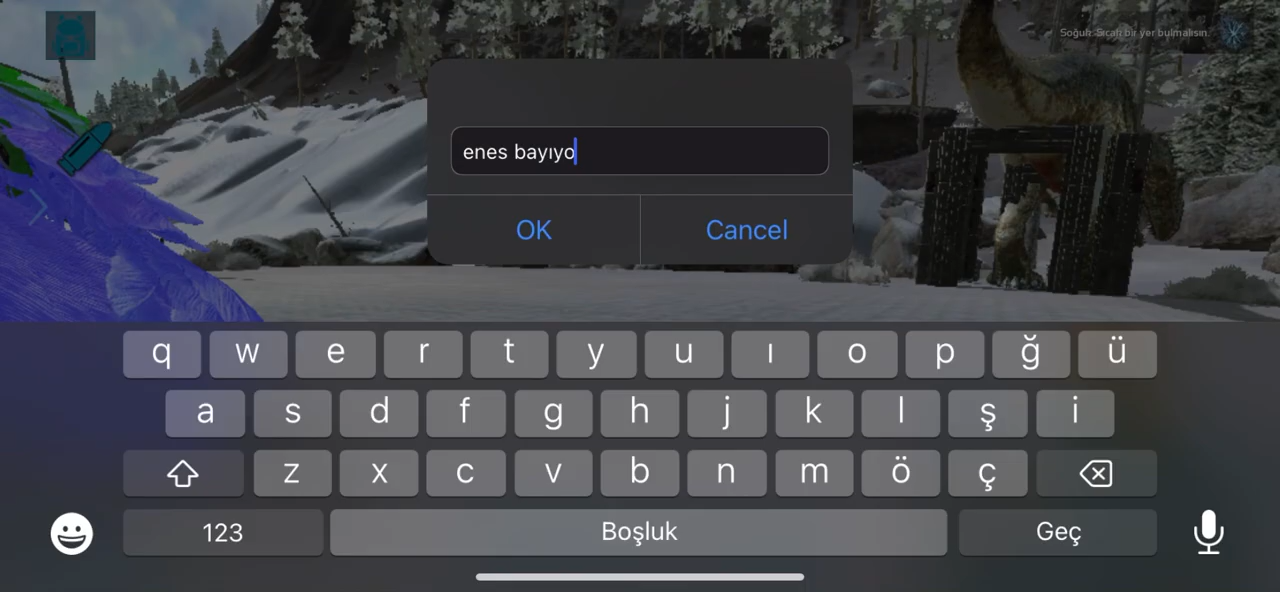 Soğuk: Sıcak bir yer bulmalısın.
enes bayıyo
OK Cancel
q w e r t y u ı o p ğ ü
a s d f g h j k l ş i
z x c v b n m ö ç
123 Boşluk Geç